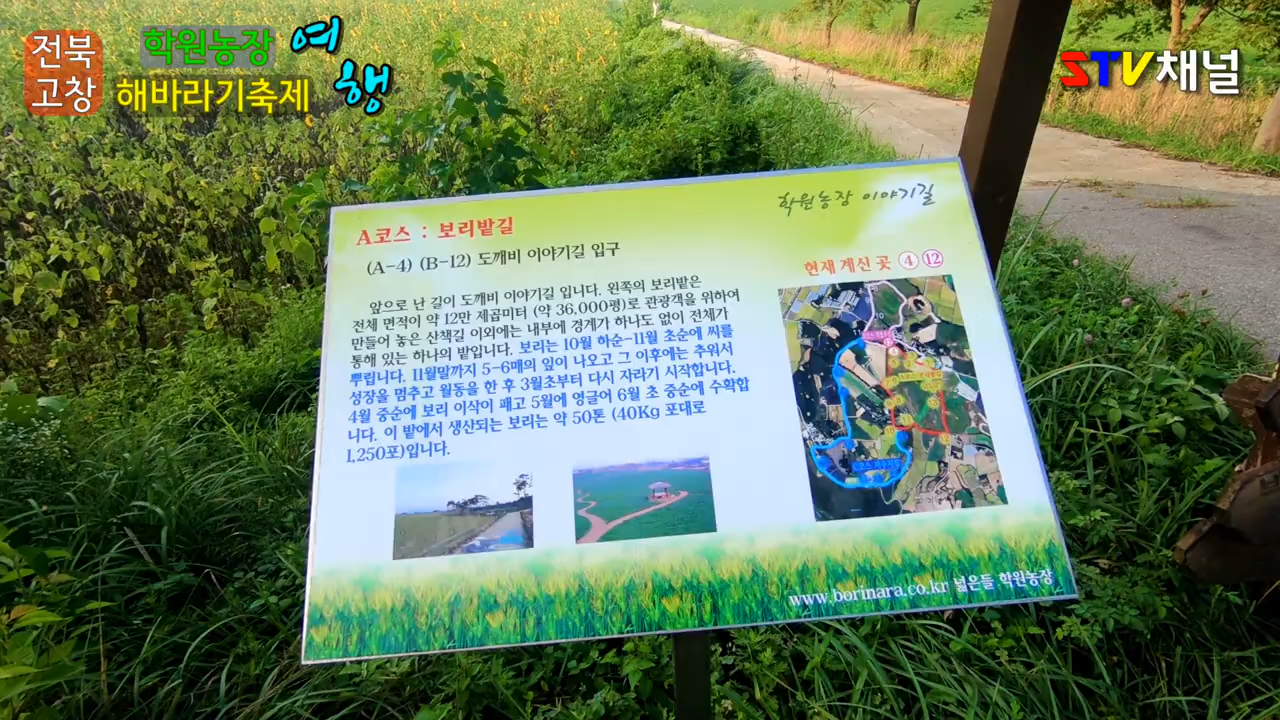 전북
고창
학원농장
해바라기축제
여행
STV채널
학원농장 이야기길
A코스 : 보리밭길
(A-4) (B-12) 도깨비 이야기길 입구
현재 계신 곳 ④ ⑫
앞으로 난 길이 도깨비 이야기길 입니다. 왼쪽의 보리밭은
전체 면적이 약 12만 제곱미터 (약 36,000평)로 관광객을 위하여
만들어 놓은 산책길 이외에는 내부에 경계가 하나도 없이 전체가
통해 있는 하나의 밭입니다. 보리는 10월 하순-11월 초순에 씨를
뿌립니다. 11월말까지 5-6매의 잎이 나오고 그 이후에는 추워서
성장을 멈추고 월동을 한 후 3월초부터 다시 자라기 시작합니다.
4월 중순에 보리 이삭이 패고 5월에 영글어 6월 초 중순에 수확합
니다. 이 밭에서 생산되는 보리는 약 50톤 (40Kg 포대로
1,250포)입니다.
www.borinara.co.kr 넓은들 학원농장